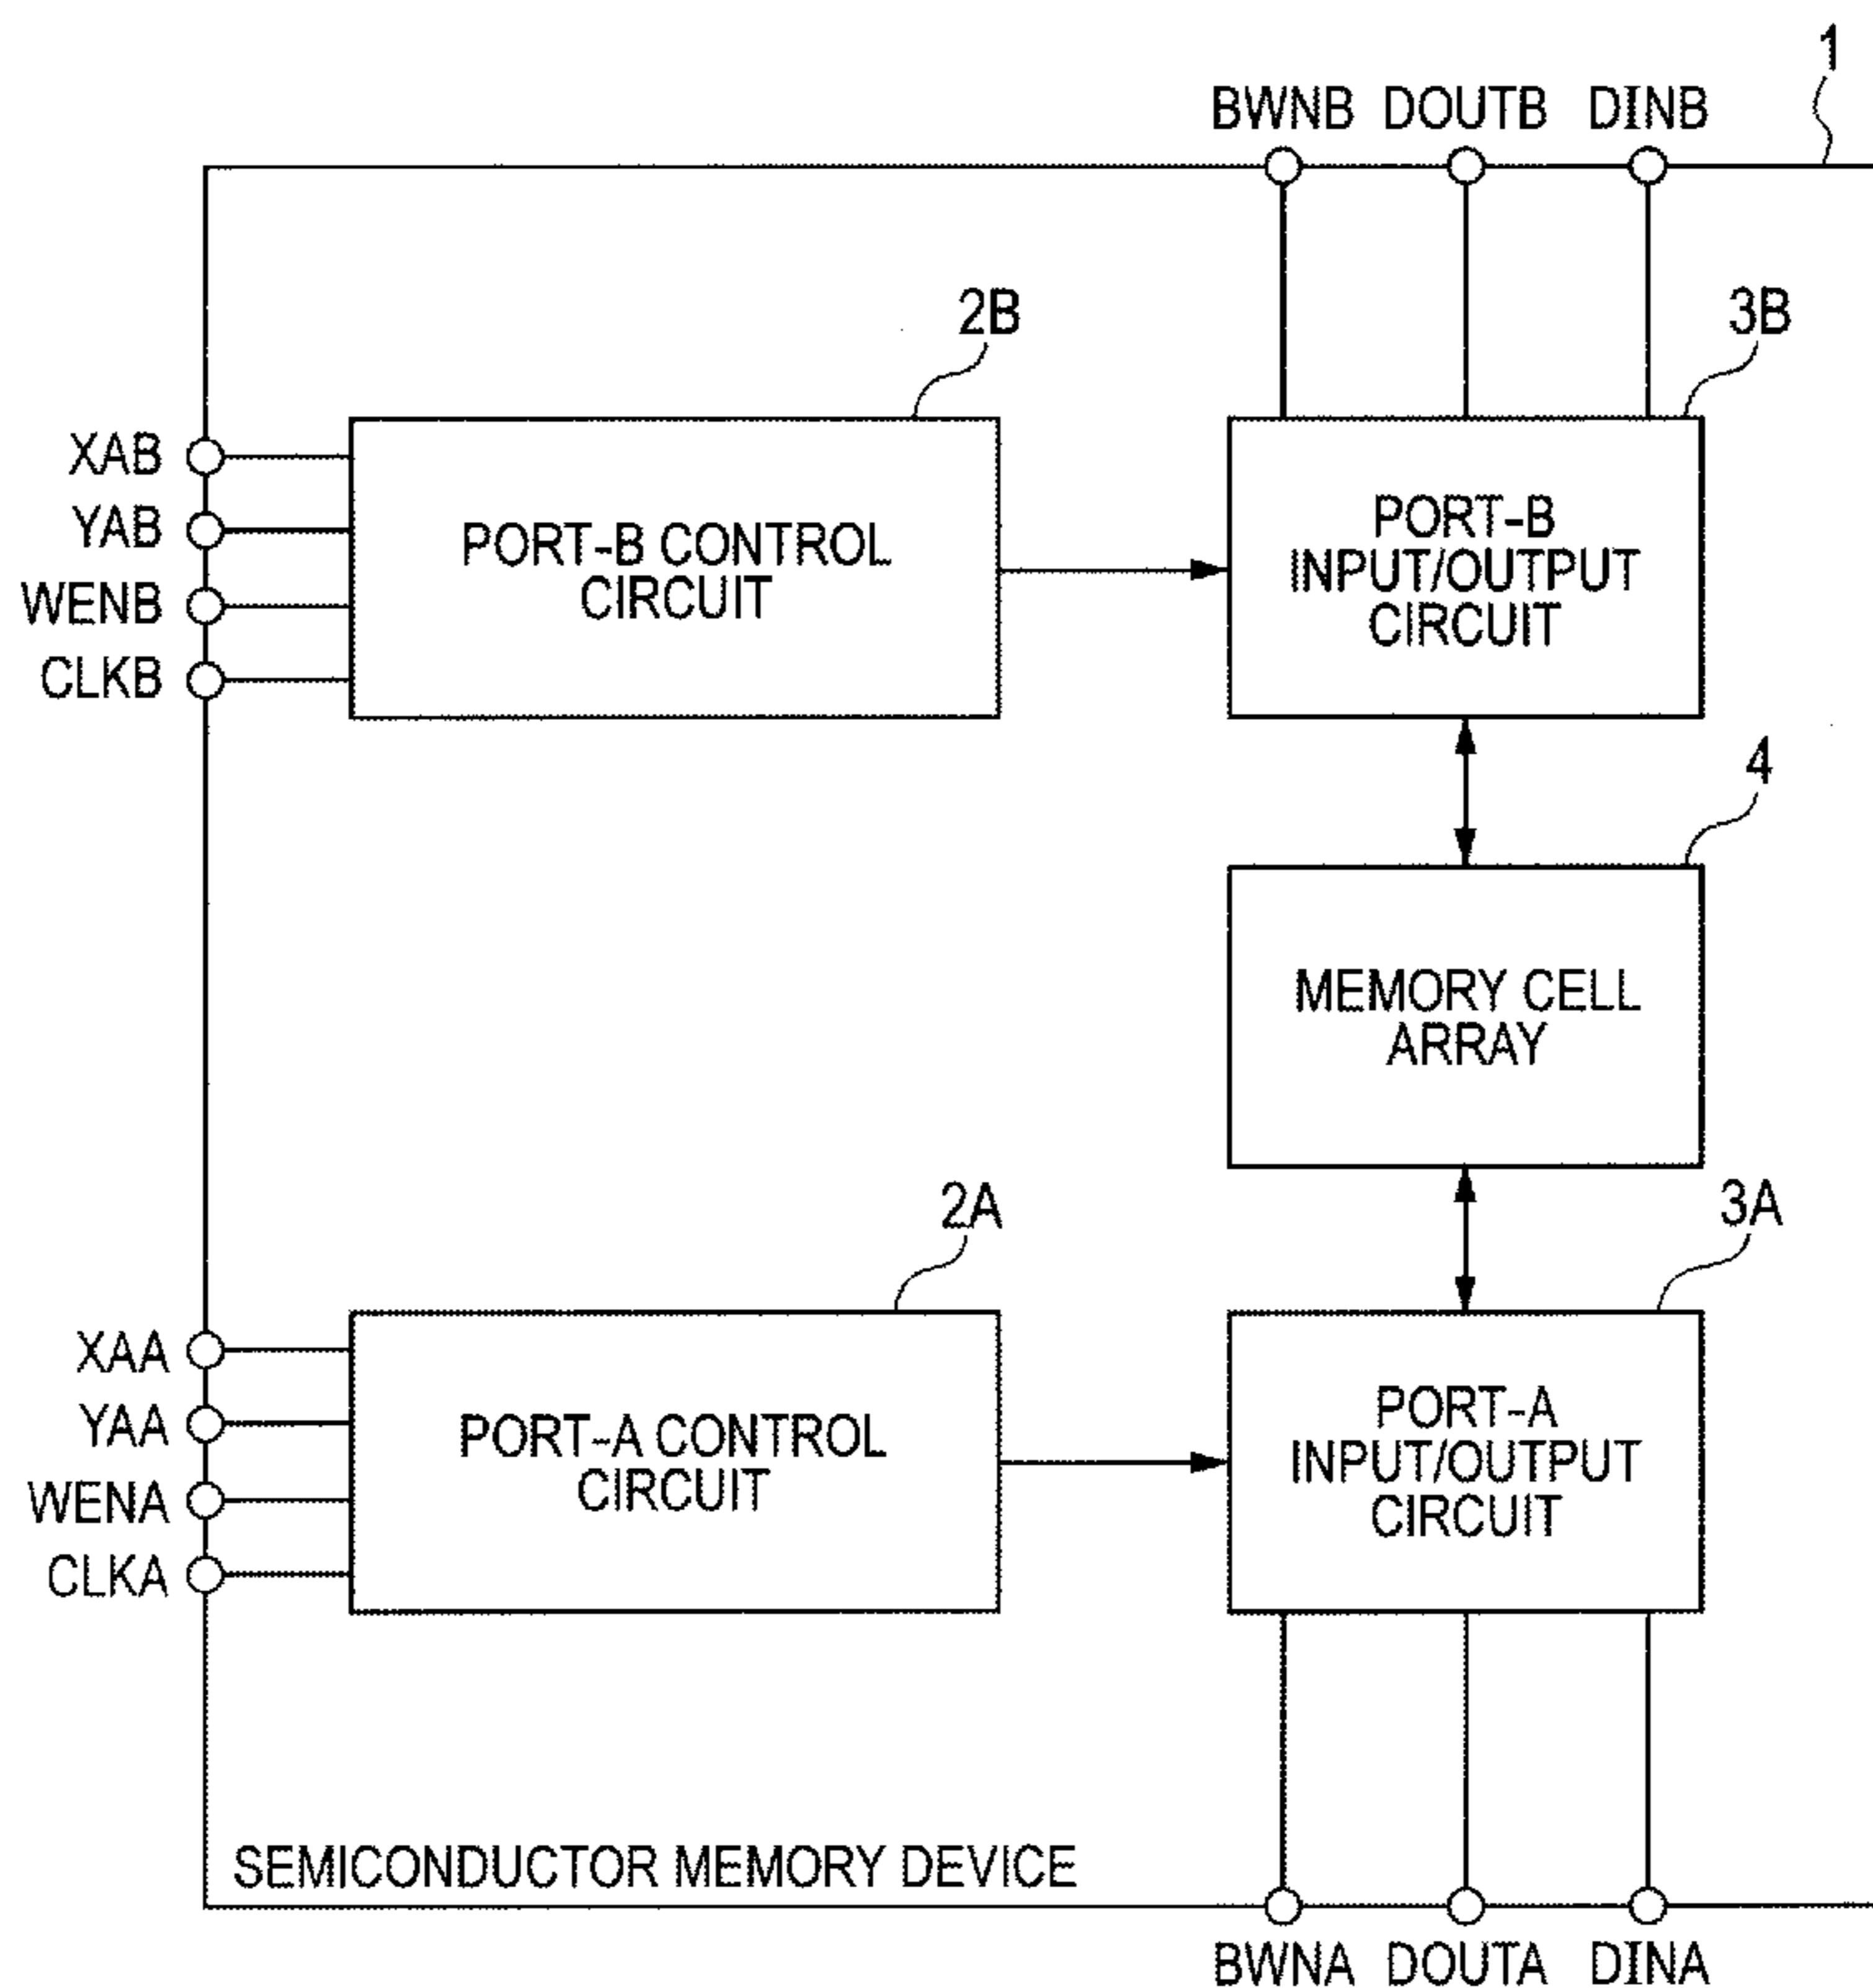 1
BWNB DOUTB DINB
2B
3B
XAB
YAB
WENB
CLKB
PORT-B CONTROL
CIRCUIT
PORT-B
INPUT/OUTPUT
CIRCUIT
4
MEMORY CELL
ARRAY
2A
3A
XAA
YAA
WENA
CLKA
PORT-A CONTROL
CIRCUIT
PORT-A
INPUT/OUTPUT
CIRCUIT
SEMICONDUCTOR MEMORY DEVICE
BWNA DOUTA DINA